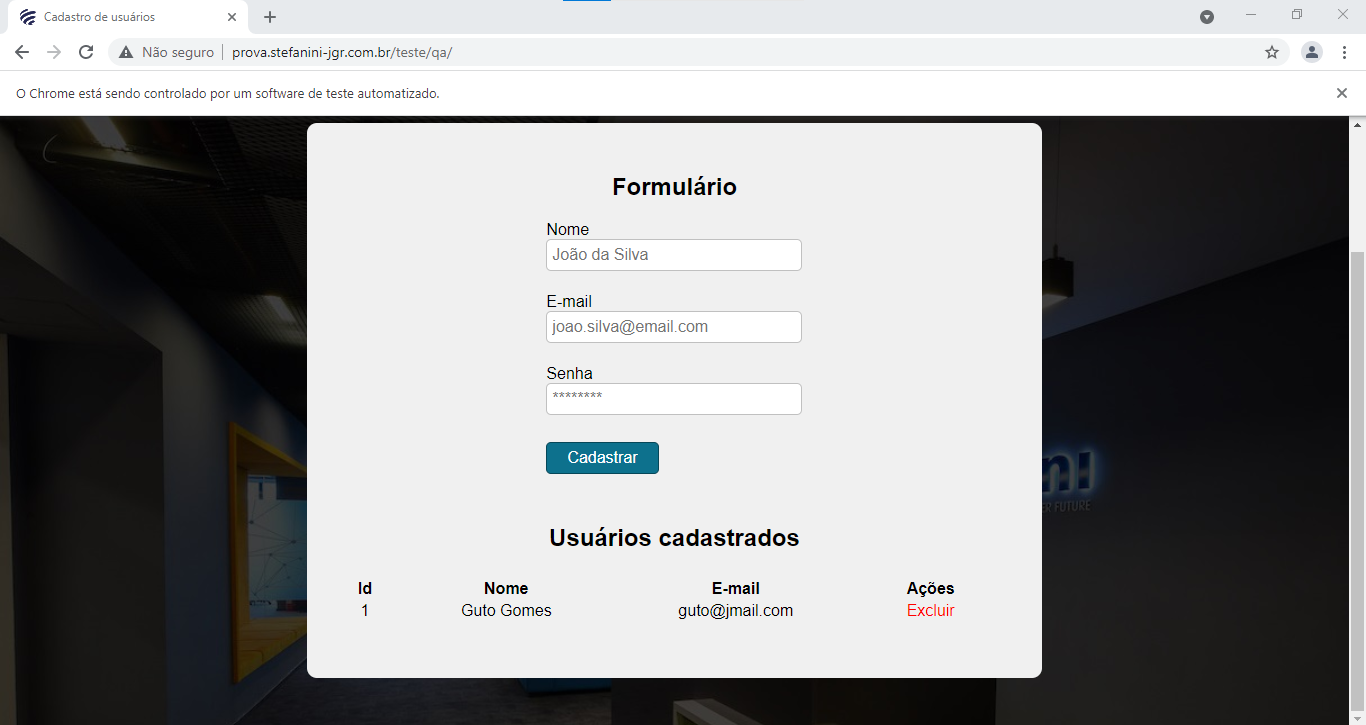 Cadastro de usuários
Não seguro
prova.stefanini-jgr.com.br/teste/qa/
O Chrome está sendo controlado por um software de teste automatizado.
Formulário
Nome
João da Silva
E-mail
joao.silva@email.com
Senha
********
Cadastrar
ER FUTURE
Usuários cadastrados
Id Nome E-mail Ações
1 Guto Gomes guto@jmail.com Excluir